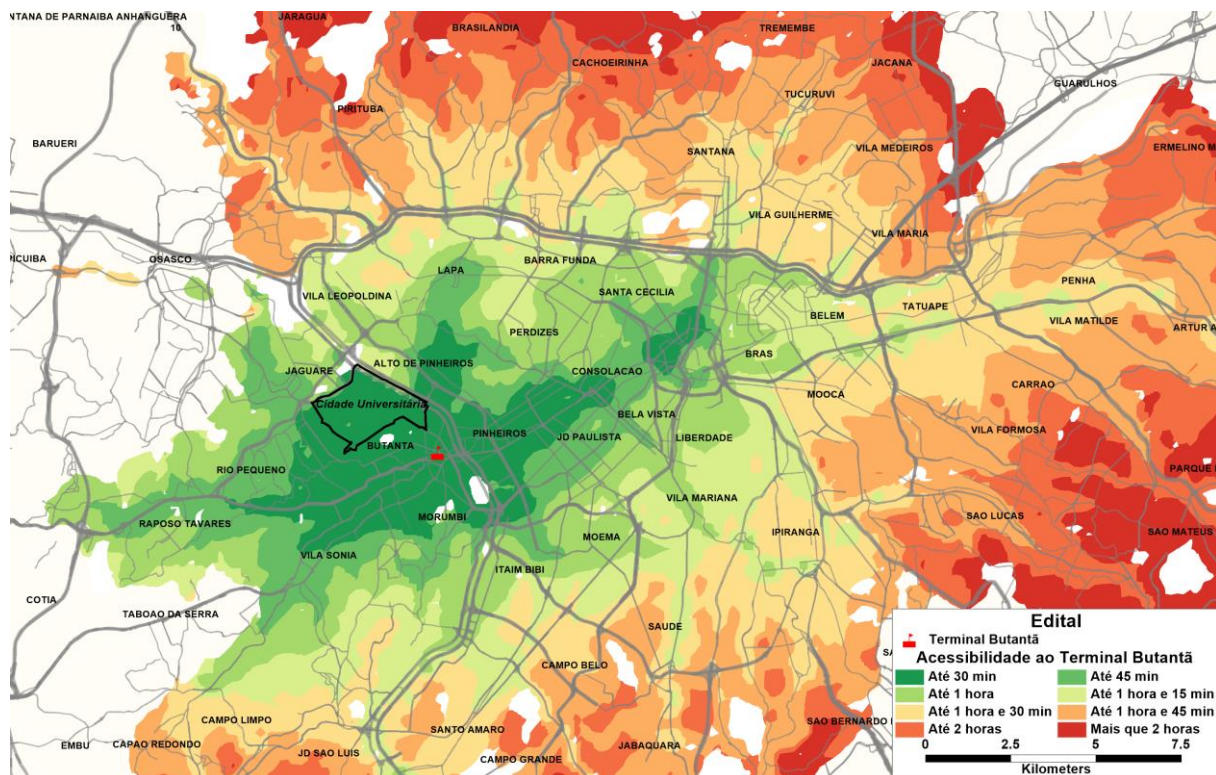 NTANA DE PARNAIBA ANHANGUERA
10
JARAGUA
BRASILANDIA
TREMEMBE
CACHOEIRINHA
JACANA
GUARULHOS
TUCURUVI
PIRITUBA
BARUERI
SANTANA
VILA MEDEIROS
ERMELINO M
VILA GUILHERME
VILA MARIA
PICUIBA
OSASCO
BARRA FUNDA
LAPA
PENHA
VILA LEOPOLDINA
SANTA CECILIA
TATUAPE
BELEM
VILA MATILDE
ARTUR A
PERDIZES
BRAS
ALTO DE PINHEIROS
JAGUARE
CONSOLACAO
CARRAO
MOOCA
Cidade Universitária
BELA VISTA
VILA FORMOSA
PINHEIROS
JD PAULISTA
LIBERDADE
BUTANTA
RIO PEQUENO
PARQUE
VILA MARIANA
MORUMBI
SAO LUCAS
RAPOSO TAVARES
SAO MATEUS
IPIRANGA
MOEMA
VILA SONIA
ITAIM BIBI
COTIA
TABOAO DA SERRA
SAUDE
CAMPO BELO
CAMPO LIMPO
SANTO AMARO
SAO BERNARDO
EMBU
CAPAO REDONDO
JD SAO LUIS
JABAQUARA
CAMPO GRANDE
Edital
Terminal Butantã
Acessibilidade ao Terminal Butantã
Até 30 min
Até 45 min
Até 1 hora
Até 1 hora e 15 min
Até 1 hora e 30 min
Até 1 hora e 45 min
Até 2 horas
Mais que 2 horas
0 2.5 5 7.5
Kilometers